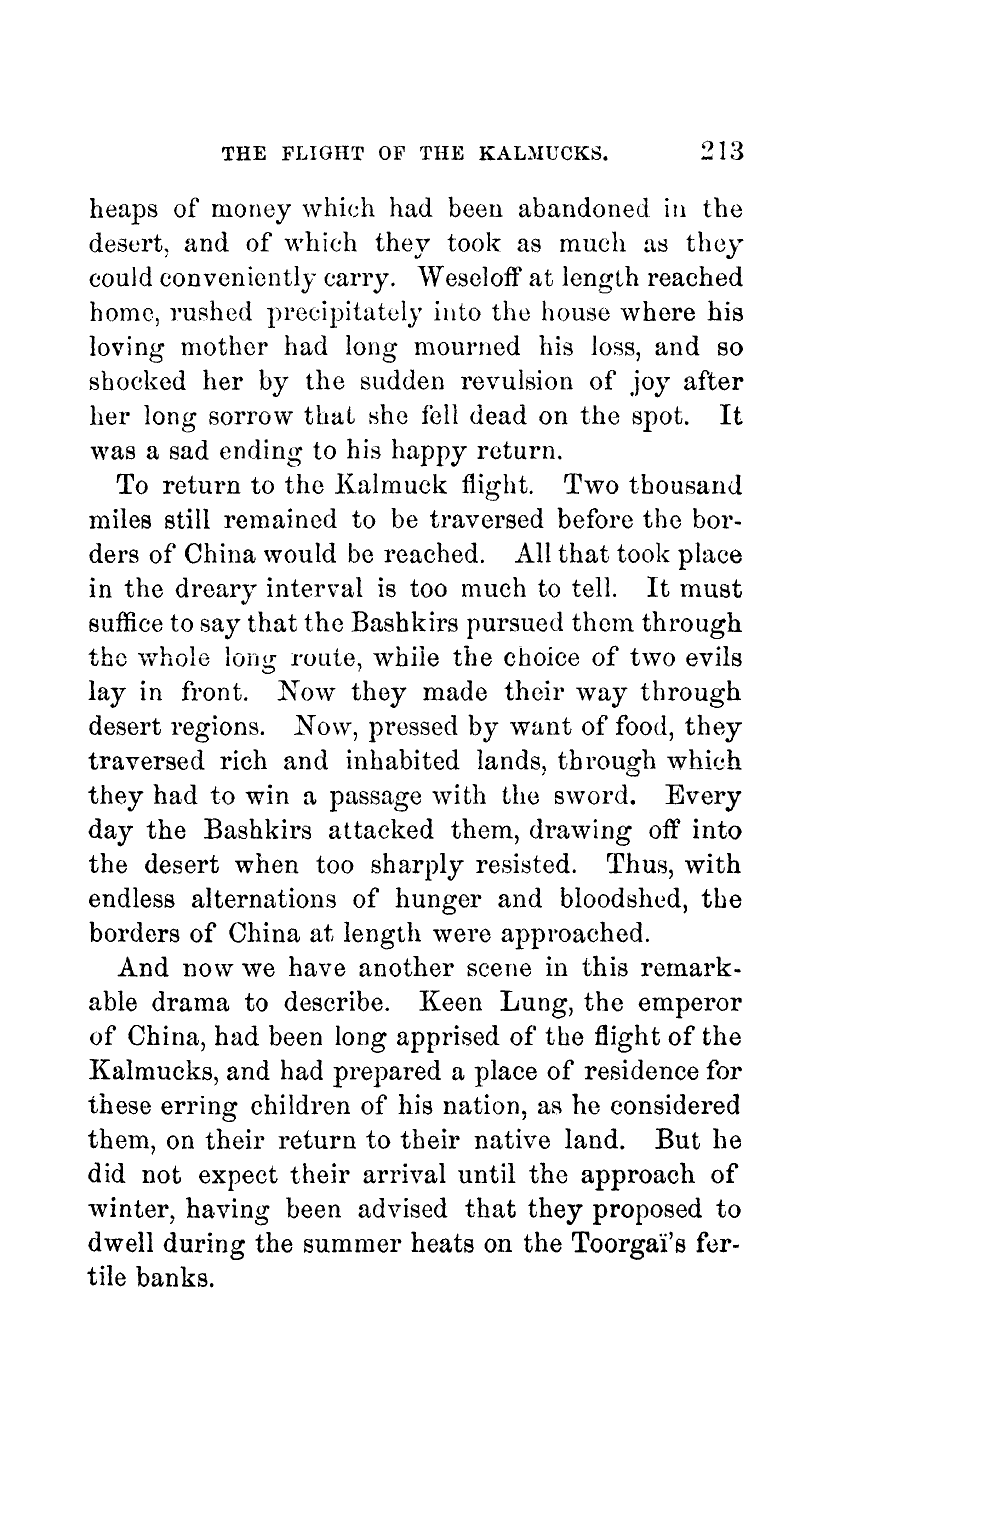 THE FLIGHT OF THE KALMUCKS. 213
heaps of money which had been abandoned in the
desert, and of which they took as much as they
could conveniently carry. Weseloff at length reached
home, rushed precipitately into the house where his
loving mother had long mourned his loss, and so
shocked her by the sudden revulsion of joy after
her long sorrow that she fell dead on the spot. It
was a sad ending to his happy return.
To return to the Kalmuck flight. Two thousand
miles still remained to be traversed before the bor-
ders of China would be reached. All that took place
in the dreary interval is too much to tell. It must
suffice to say that the Bashkirs pursued them through
the whole long route, while the choice of two evils
lay in front. Now they made their way through
desert regions. Now, pressed by want of food, they
traversed rich and inhabited lands, through which
they had to win a passage with the sword. Every
day the Bashkirs attacked them, drawing off into
the desert when too sharply resisted. Thus, with
endless alternations of hunger and bloodshed, the
borders of China at length were approached.
And now we have another scene in this remark-
able drama to describe. Keen Lung, the emperor
of China, had been long apprised of the flight of the
Kalmucks, and had prepared a place of residence for
these erring children of his nation, as he considered
them, on their return to their native land. But he
did not expect their arrival until the approach of
winter, having been advised that they proposed to
dwell during the summer heats on the Toorgaï's fer-
tile banks.